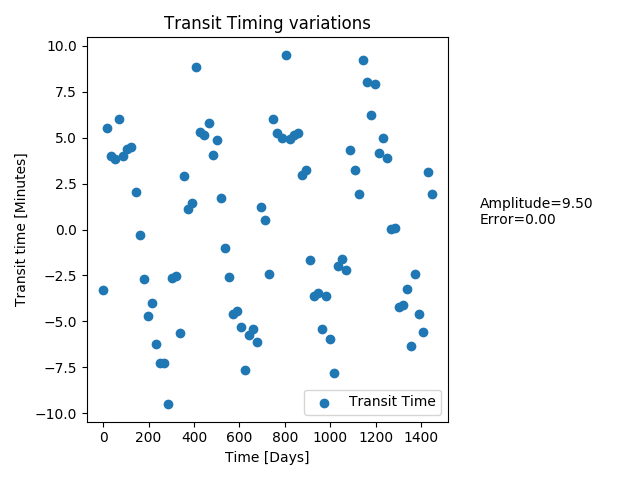 Transit Timing variations
10.0
7.5
5.0
2.5
0.0
−2.5
−5.0
−7.5
−10.0
Transit time [Minutes]
Amplitude=9.50
Error=0.00
Transit Time
0 200 400 600 800 1000 1200 1400
Time [Days]